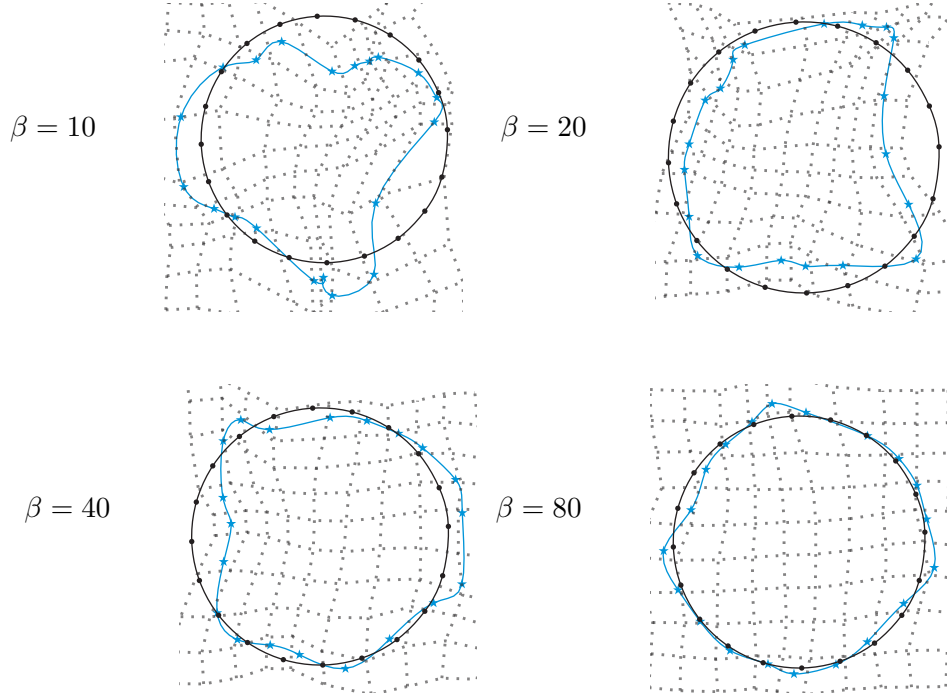 β = 10
β = 20
β = 40
β = 80